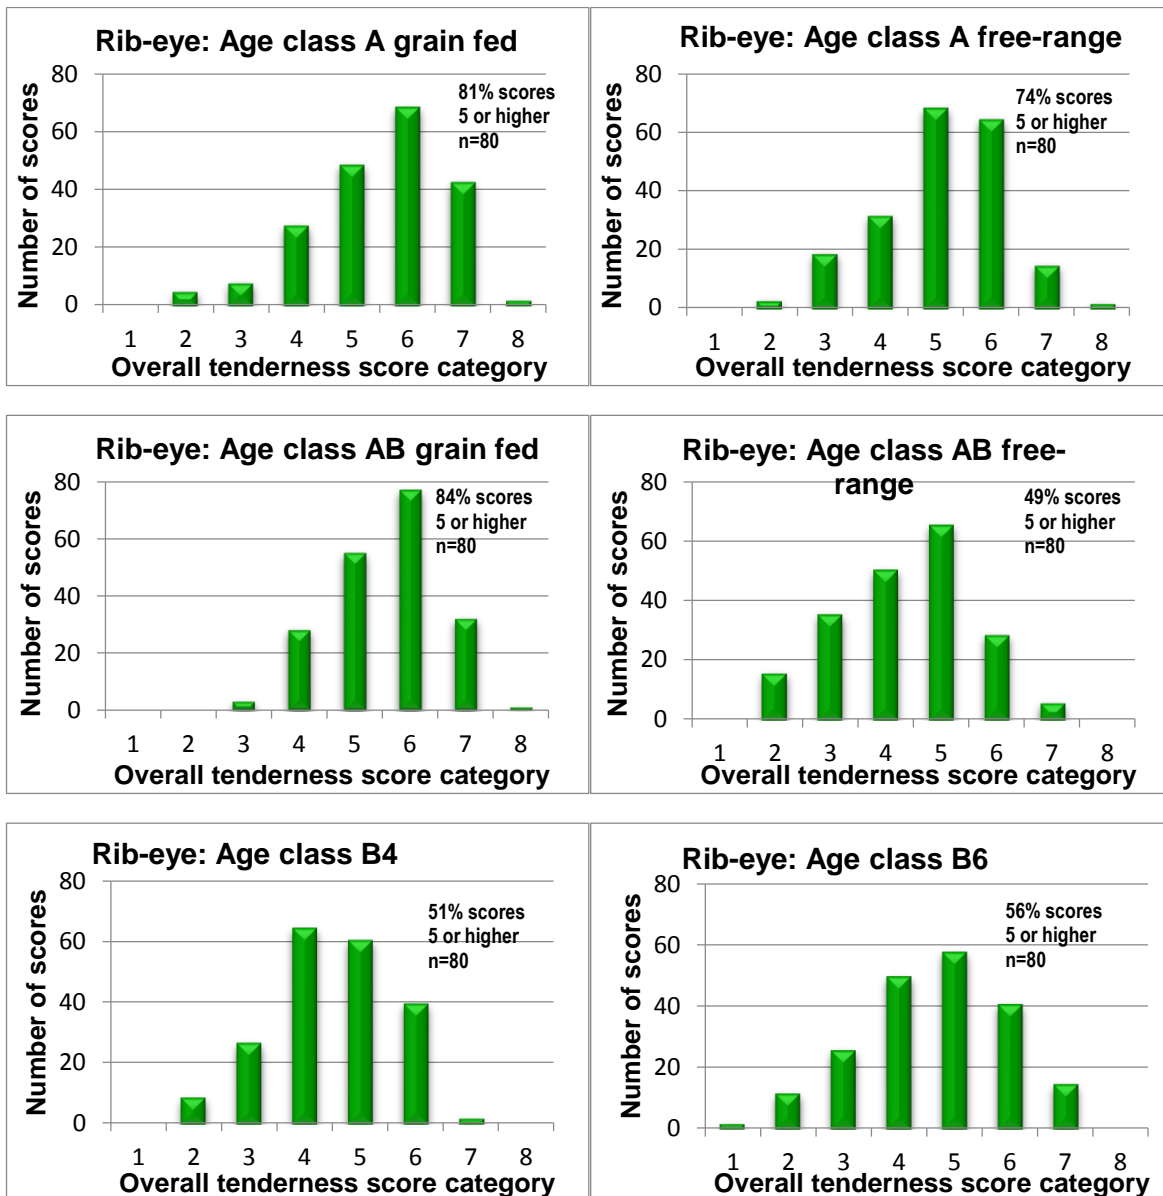 Rib-eye: Age class A grain fed
81% scores
5 or higher
n=80
Number of scores
80
60
40
20
0
1 2 3 4 5 6 7 8
Overall tenderness score category
Rib-eye: Age class A free-range
74% scores
5 or higher
n=80
Number of scores
80
60
40
20
0
1 2 3 4 5 6 7 8
Overall tenderness score category
Rib-eye: Age class AB grain fed
84% scores
5 or higher
n=80
Number of scores
80
60
40
20
0
1 2 3 4 5 6 7 8
Overall tenderness score category
Rib-eye: Age class AB free-
range
49% scores
5 or higher
n=80
Number of scores
80
60
40
20
0
1 2 3 4 5 6 7 8
Overall tenderness score category
Rib-eye: Age class B4
51% scores
5 or higher
n=80
Number of scores
80
60
40
20
0
1 2 3 4 5 6 7 8
Overall tenderness score category
Rib-eye: Age class B6
56% scores
5 or higher
n=80
Number of scores
80
60
40
20
0
1 2 3 4 5 6 7 8
Overall tenderness score category